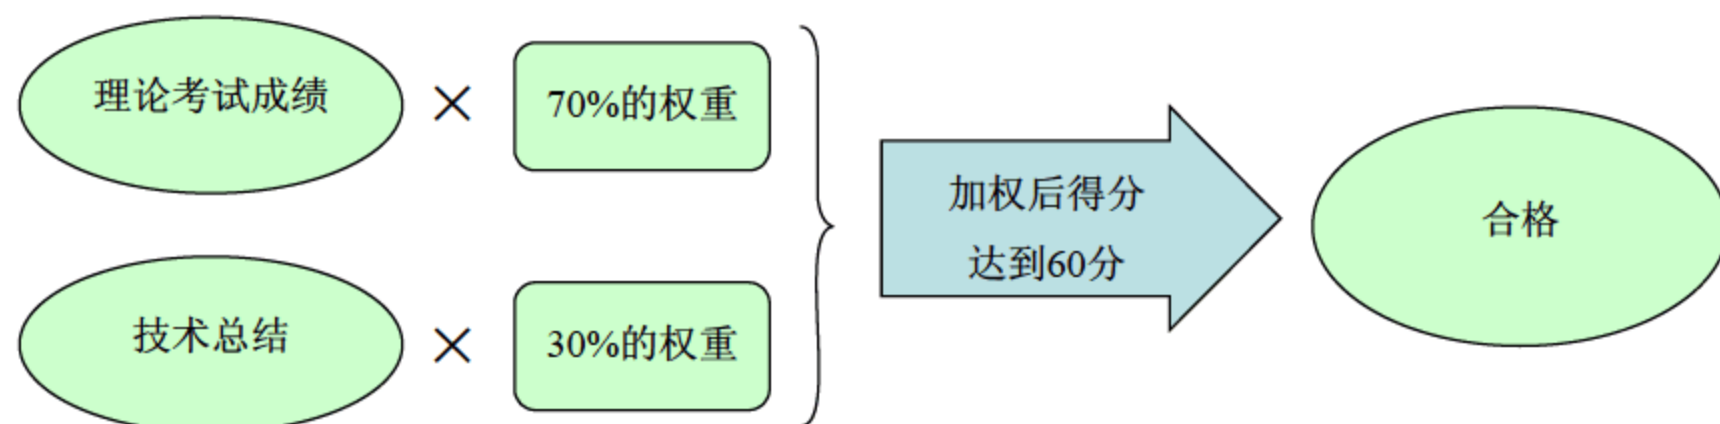 理论考试成绩
×
70%的权重
技术总结
×
30%的权重
加权后得分
达到60分
合格